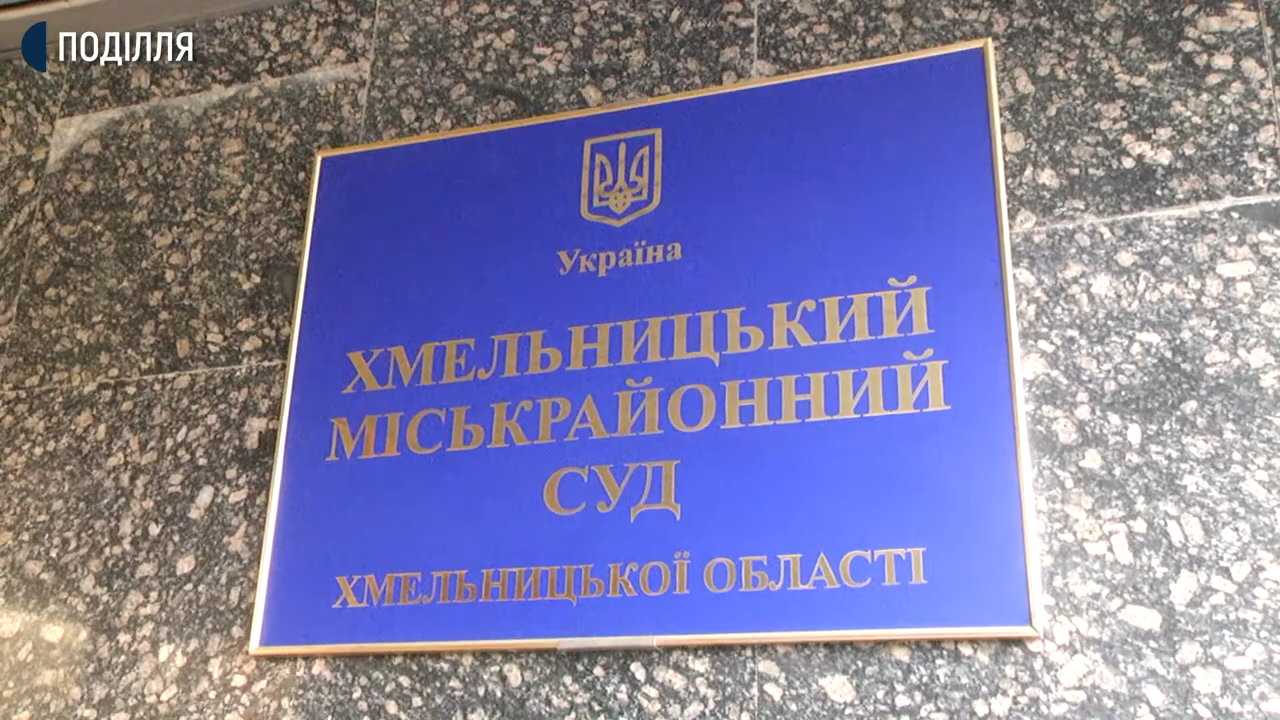 ПОДІЛЛЯ
Україна
ХМЕЛЬНИЦЬКИЙ
МІСЬКРАЙОННИЙ
СУД
ХМЕЛЬНИЦЬКОЇ ОБЛАСТІ